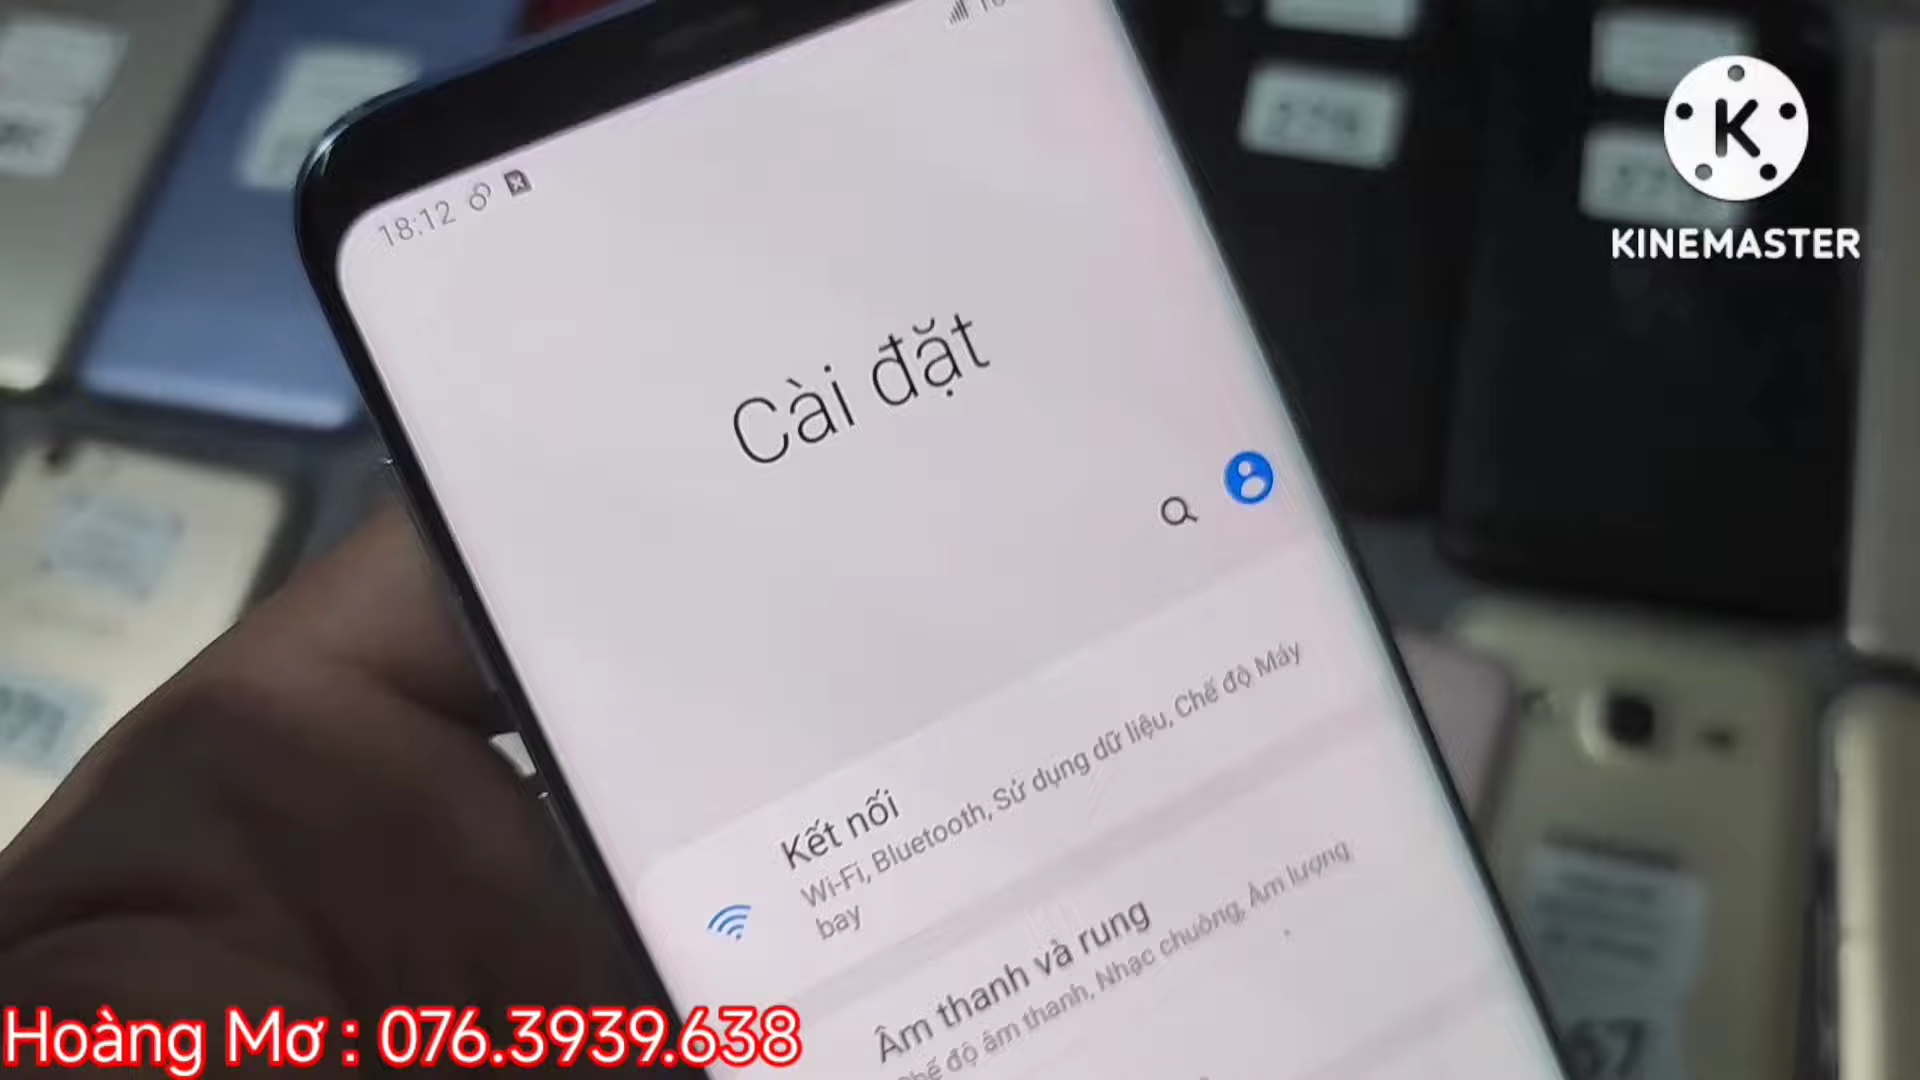 18:12
KINEMASTER
Cài đặt
Kết nối
Wi-Fi, Bluetooth, Sử dụng dữ liệu, Chế độ Máy
bay
Âm thanh và rung
Chế độ âm thanh, Nhạc chuông, Âm lượng
Hoàng Mơ : 076.3939.638
67